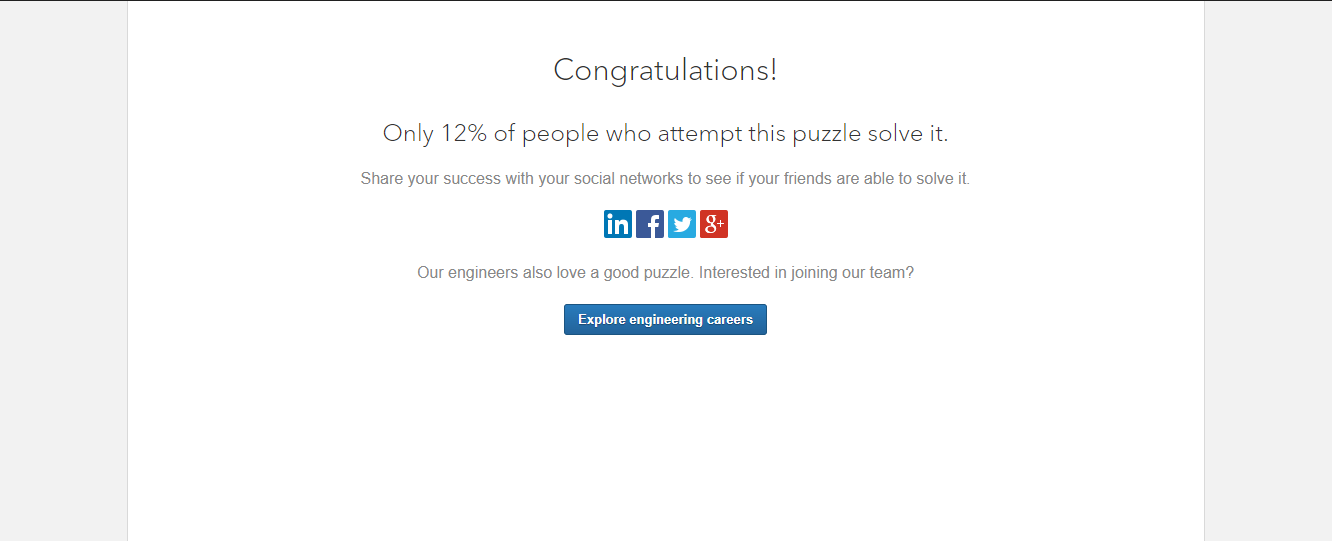 Congratulations!
Only 12% of people who attempt this puzzle solve it.
Share your success with your social networks to see if your friends are able to solve it.
in f g+
Our engineers also love a good puzzle. Interested in joining our team?
Explore engineering careers